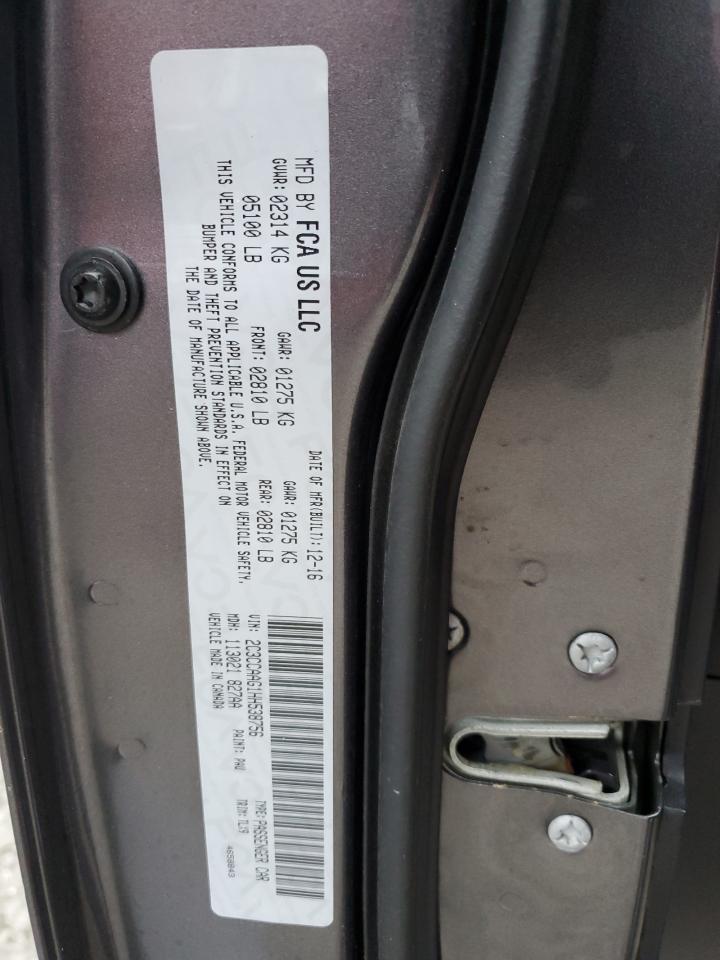 MFD BY FCA US LLC
DATE OF MFR(BUILT): 12-16
GVWR: 02314 KG
GAWR: 01275 KG
GAWR: 01275 KG
05100 LB
FRONT: 02810 LB
REAR: 02810 LB
THIS VEHICLE CONFORMS TO ALL APPLICABLE U.S.A. FEDERAL MOTOR VEHICLE SAFETY,
BUMPER AND THEFT PREVENTION STANDARDS IN EFFECT ON
THE DATE OF MANUFACTURE SHOWN ABOVE.
VIN: 2C3CCAAG1HH538756
TYPE: PASSENGER CAR
MDH: 113021 827AA
PAINT: PAU
TRIM: TLX9
VEHICLE MADE IN CANADA
4658843